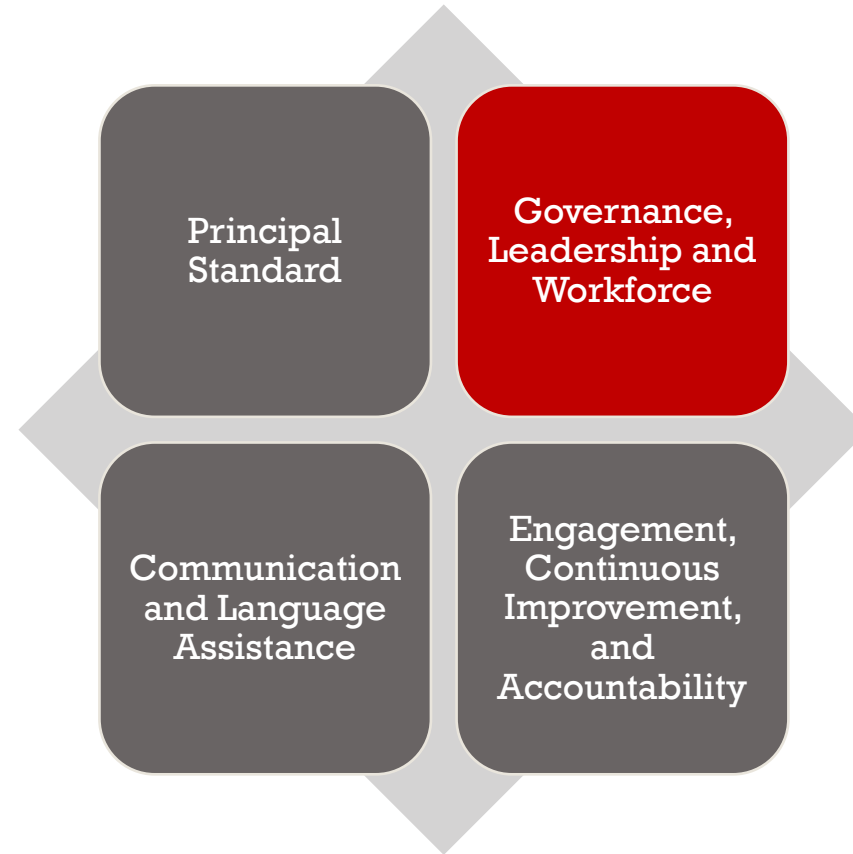 Principal
Standard
Governance,
Leadership and
Workforce
Communication
and Language
Assistance
Engagement,
Continuous
Improvement,
and
Accountability